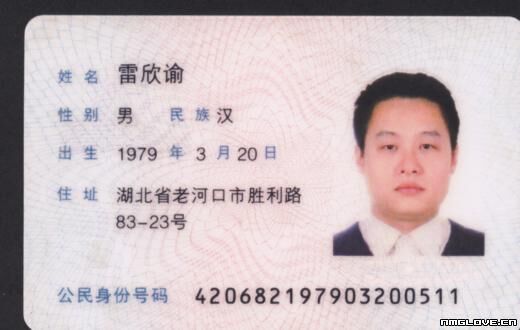 姓名 雷欣谕
性别 男 民族 汉
出生 1979 年 3 月 20 日
住址 湖北省老河口市胜利路
83-23号
公民身份号码 420682197903200511
NMGLOVE.CN